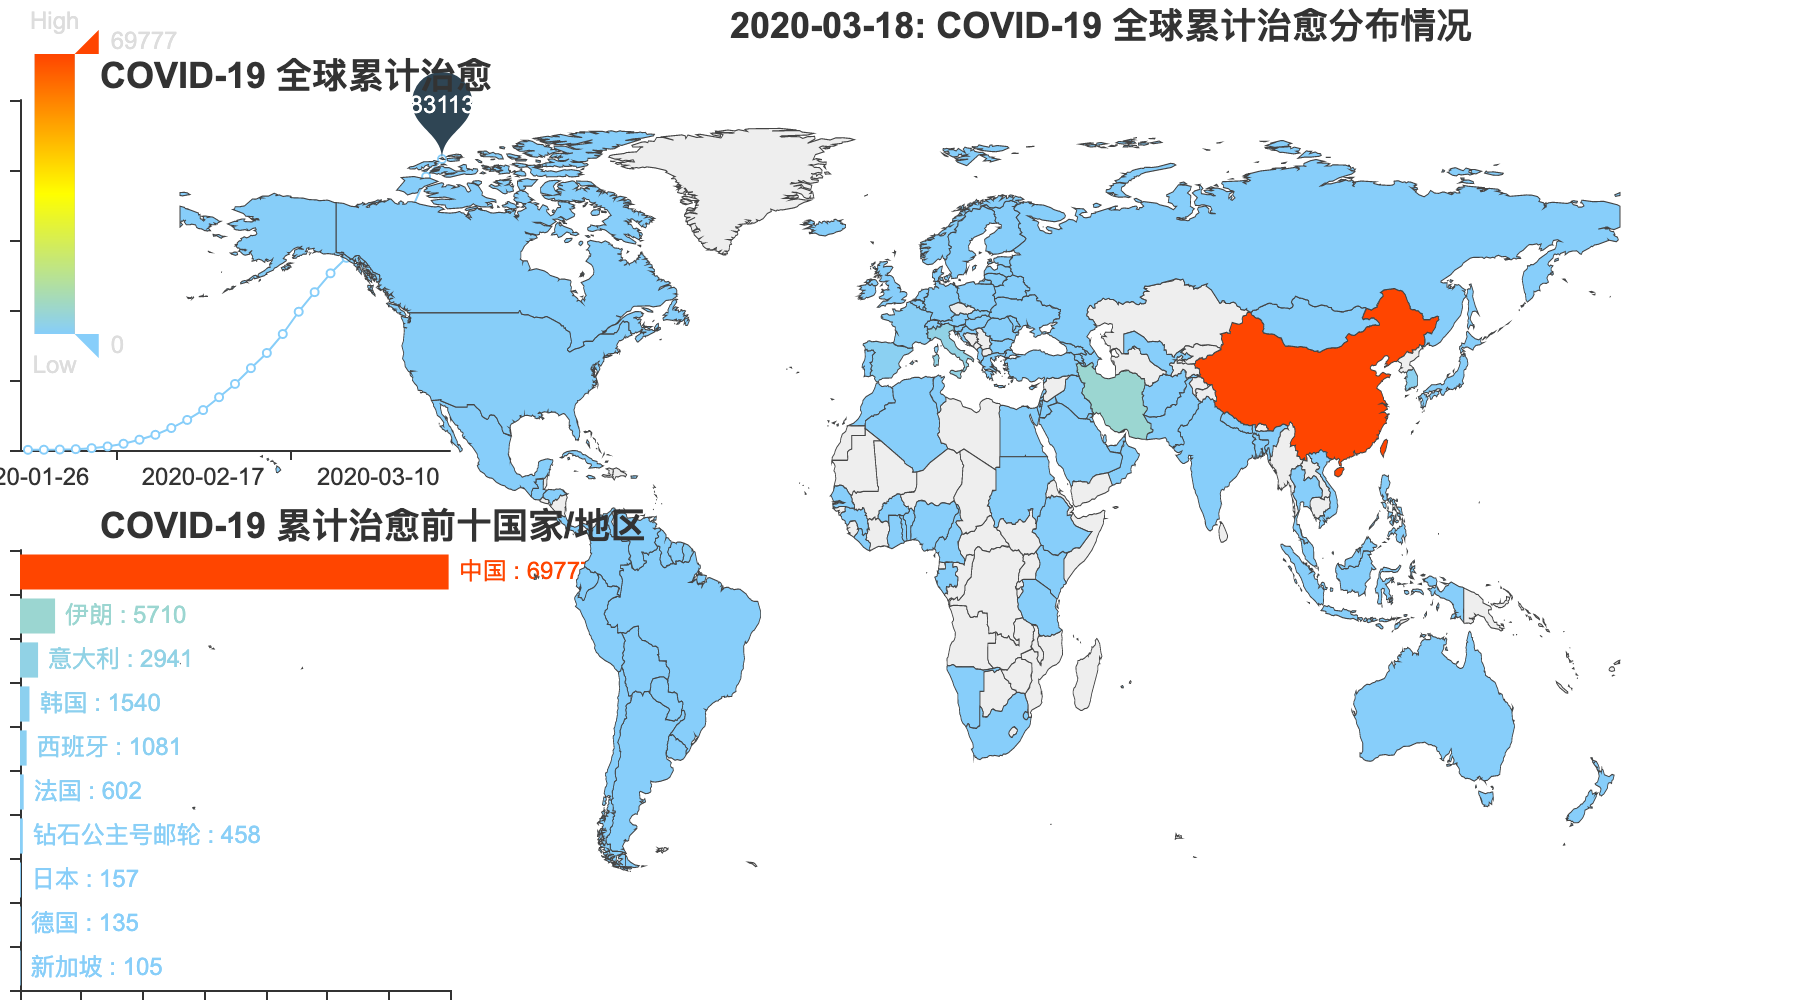 High
69777
2020-03-18: COVID-19 全球累计治愈分布情况
COVID-19 全球累计治愈
83113
0
Low
20-01-26
2020-02-17
2020-03-10
COVID-19 累计治愈前十国家/地区
中国 : 69777
伊朗 : 5710
意大利 : 2941
韩国 : 1540
西班牙 : 1081
法国 : 602
钻石公主号邮轮 : 458
日本 : 157
德国 : 135
新加坡 : 105